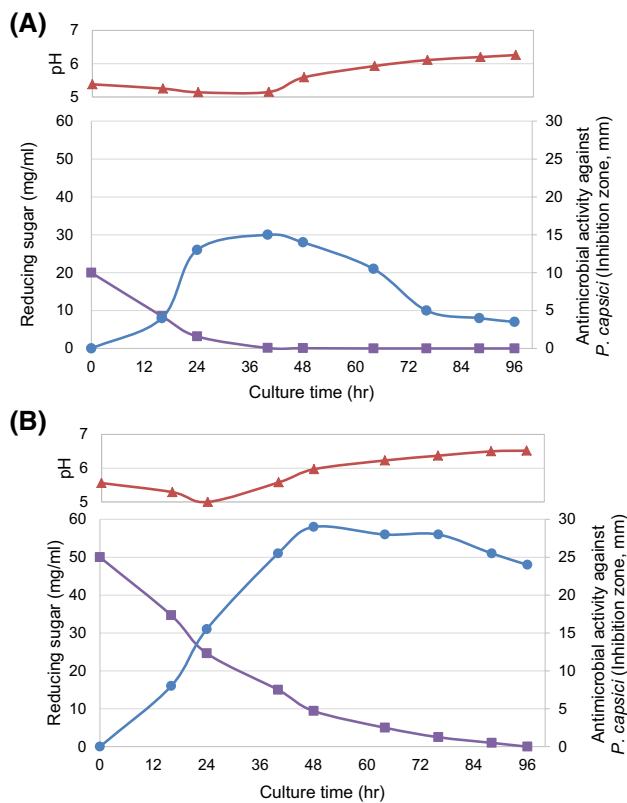 (A)
7
6
5
pH
60
50
40
30
20
10
0
Reducing sugar (mg/ml)
30
25
20
15
10
5
0
Antimicrobial activity against
P. capsici (Inhibition zone, mm)
0 12 24 36 48 60 72 84 96
Culture time (hr)
(B)
7
6
5
pH
60
50
40
30
20
10
0
Reducing sugar (mg/ml)
30
25
20
15
10
5
0
Antimicrobial activity against
P. capsici (Inhibition zone, mm)
0 12 24 36 48 60 72 84 96
Culture time (hr)